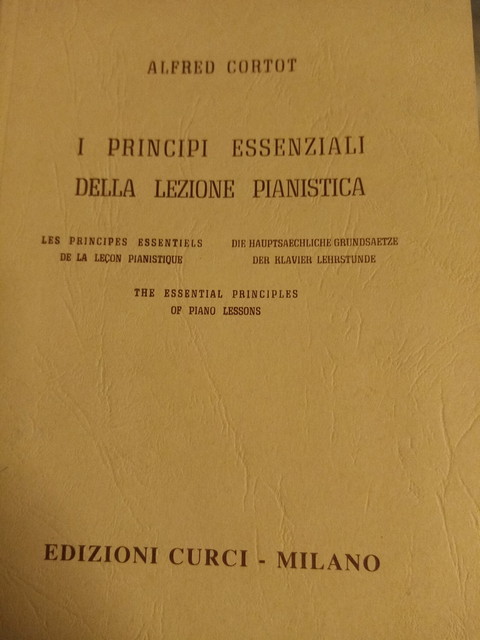 ALFRED CORTOT
I PRINCIPI ESSENZIALI
DELLA LEZIONE PIANISTICA
LES PRINCIPES ESSENTIELS
DE LA LEÇON PIANISTIQUE
DIE HAUPTSAECHLICHE GRUNDSAETZE
DER KLAVIER LEHRSTUNDE
THE ESSENTIAL PRINCIPLES
OF PIANO LESSONS
EDIZIONI CURCI - MILANO